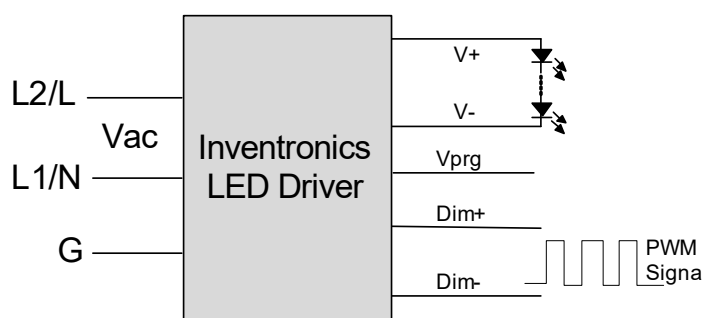 L2/L
Vac
L1/N
G
Inventronics
LED Driver
V+
V-
Vprg
Dim+
Dim-
PWM
Signa